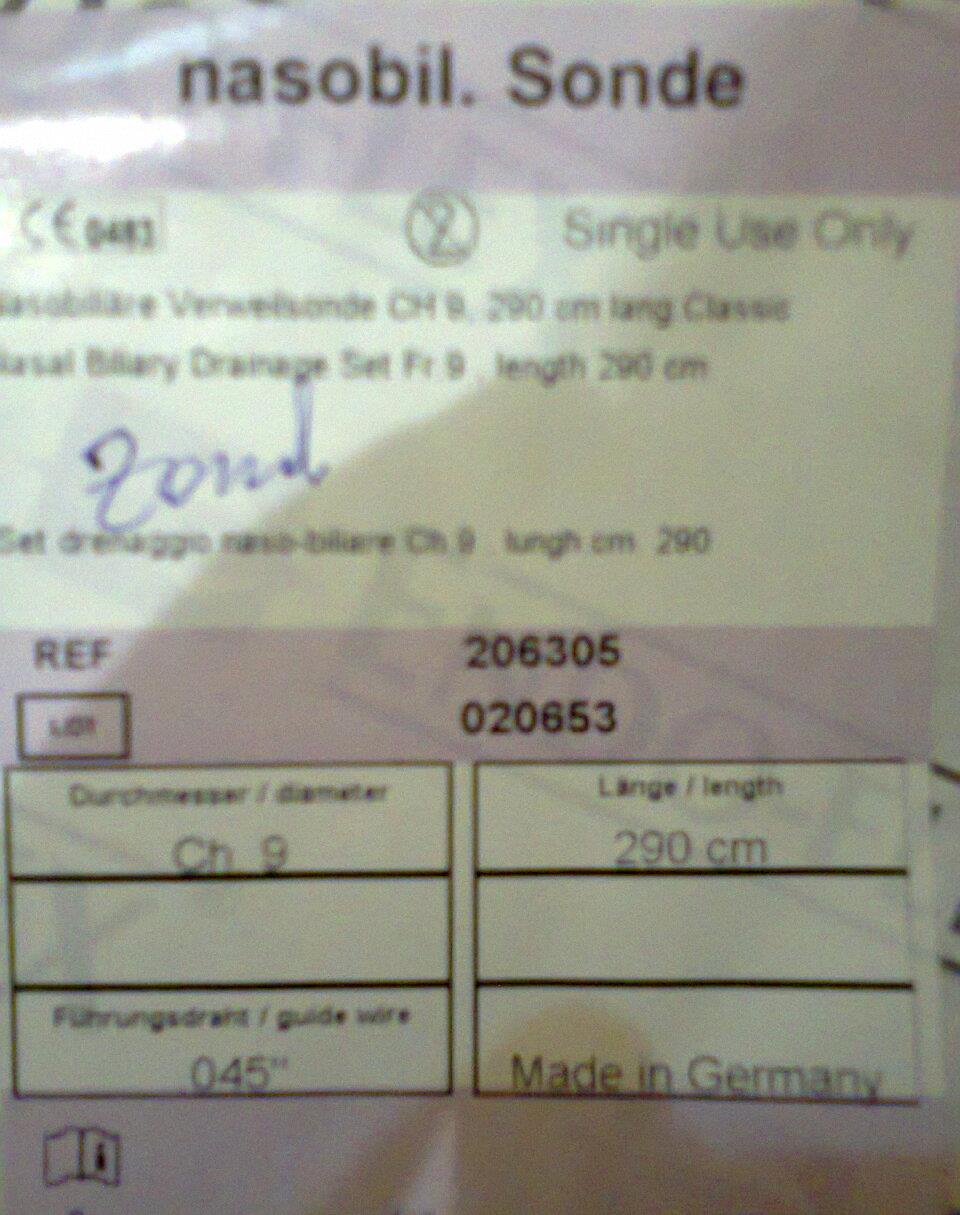 nasobil. Sonde
CE 0483 2 Single Use Only
Nasobiliäre Verweilsonde CH 9, 290 cm lang Classic
Nasal Biliary Drainage Set Fr 9 length 290 cm
Zond
Set drenaggio naso-biliare Ch 9 lungh cm 290
REF 206305
LOT 020653
Durchmesser / diameter Länge / length
Ch 9 290 cm
Führungsdraht / guide wire
045" Made in Germany